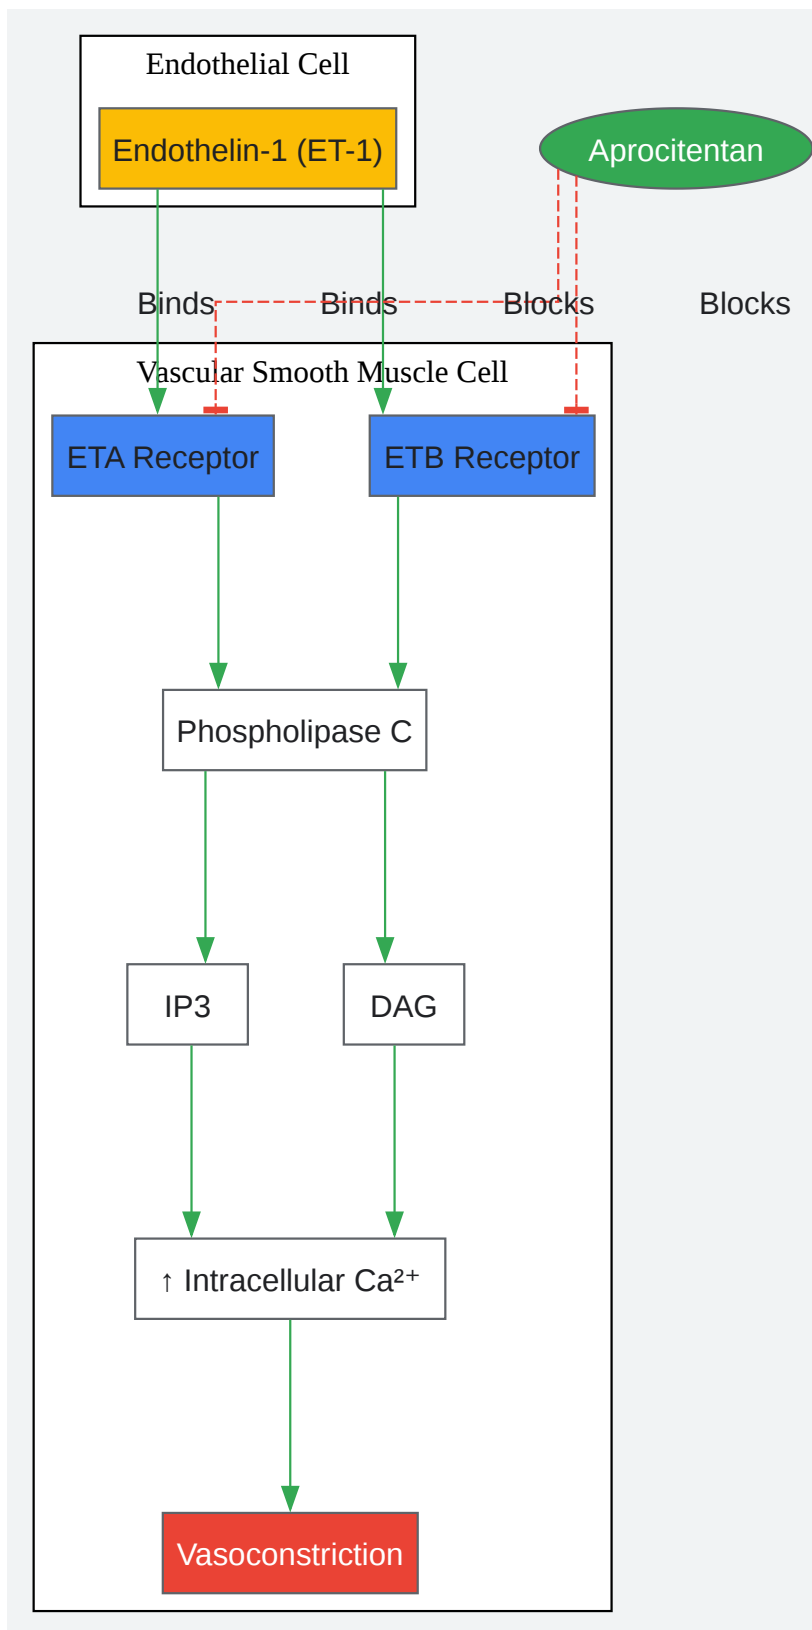 Endothelial Cell
Endothelin-1 (ET-1)
Aprocitentan
Binds
Binds
Blocks
Blocks
Vascular Smooth Muscle Cell
ETA Receptor
ETB Receptor
Phospholipase C
IP3
DAG
↑ Intracellular Ca²⁺
Vasoconstriction